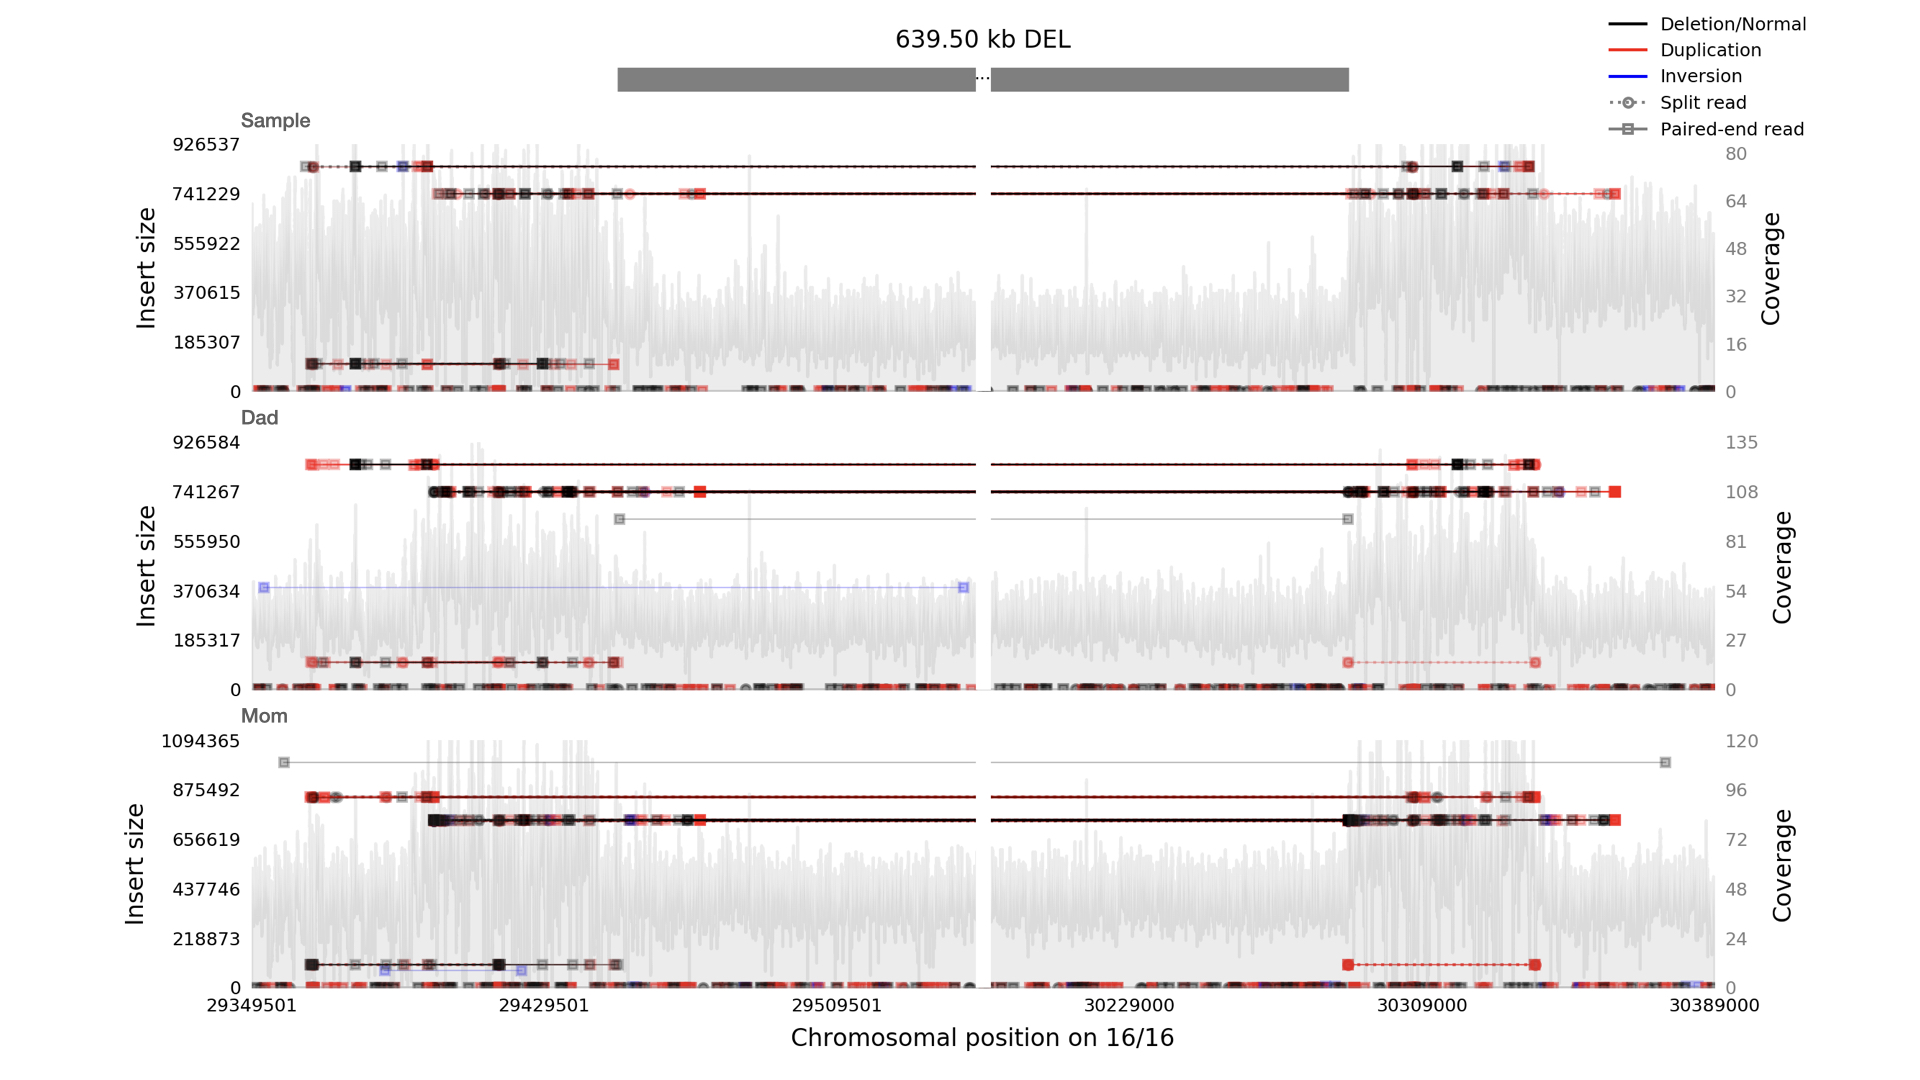 639.50 kb DEL
...
Deletion/Normal
Duplication
Inversion
Split read
Paired-end read
Sample
926537
741229
555922
370615
185307
0
Insert size
80
64
48
32
16
0
Coverage
Dad
926584
741267
555950
370634
185317
0
Insert size
135
108
81
54
27
0
Coverage
Mom
1094365
875492
656619
437746
218873
0
Insert size
120
96
72
48
24
0
Coverage
29349501 29429501 29509501 30229000 30309000 30389000
Chromosomal position on 16/16